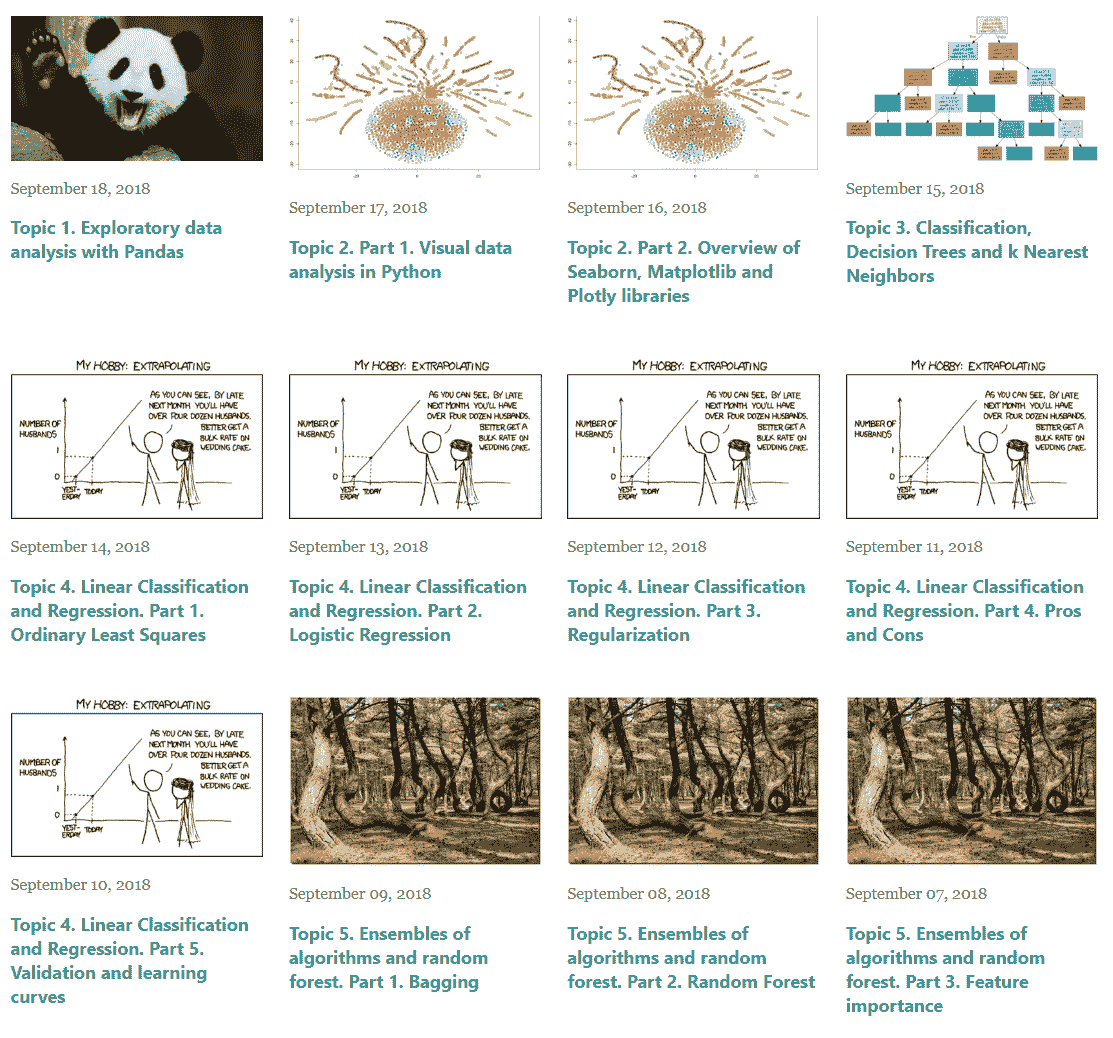 September 18, 2018
Topic 1. Exploratory data
analysis with Pandas
September 17, 2018
Topic 2. Part 1. Visual data
analysis in Python
September 16, 2018
Topic 2. Part 2. Overview of
Seaborn, Matplotlib and
Plotly libraries
September 15, 2018
Topic 3. Classification,
Decision Trees and k Nearest
Neighbors
MY HOBBY: EXTRAPOLATING
AS YOU CAN SEE, BY LATE
NEXT MONTH YOU'LL HAVE
OVER FOUR DOZEN HUSBANDS.
BETTER GET A
BULK RATE ON
WEDDING CAKE.
NUMBER OF
HUSBANDS
1
0
YEST-
ERDAY
TODAY
September 14, 2018
Topic 4. Linear Classification
and Regression. Part 1.
Ordinary Least Squares
MY HOBBY: EXTRAPOLATING
AS YOU CAN SEE, BY LATE
NEXT MONTH YOU'LL HAVE
OVER FOUR DOZEN HUSBANDS.
BETTER GET A
BULK RATE ON
WEDDING CAKE.
NUMBER OF
HUSBANDS
1
0
YEST-
ERDAY
TODAY
September 13, 2018
Topic 4. Linear Classification
and Regression. Part 2.
Logistic Regression
MY HOBBY: EXTRAPOLATING
AS YOU CAN SEE, BY LATE
NEXT MONTH YOU'LL HAVE
OVER FOUR DOZEN HUSBANDS.
BETTER GET A
BULK RATE ON
WEDDING CAKE.
NUMBER OF
HUSBANDS
1
0
YEST-
ERDAY
TODAY
September 12, 2018
Topic 4. Linear Classification
and Regression. Part 3.
Regularization
MY HOBBY: EXTRAPOLATING
AS YOU CAN SEE, BY LATE
NEXT MONTH YOU'LL HAVE
OVER FOUR DOZEN HUSBANDS.
BETTER GET A
BULK RATE ON
WEDDING CAKE.
NUMBER OF
HUSBANDS
1
0
YEST-
ERDAY
TODAY
September 11, 2018
Topic 4. Linear Classification
and Regression. Part 4. Pros
and Cons
MY HOBBY: EXTRAPOLATING
AS YOU CAN SEE, BY LATE
NEXT MONTH YOU'LL HAVE
OVER FOUR DOZEN HUSBANDS.
BETTER GET A
BULK RATE ON
WEDDING CAKE.
NUMBER OF
HUSBANDS
1
0
YEST-
ERDAY
TODAY
September 10, 2018
Topic 4. Linear Classification
and Regression. Part 5.
Validation and learning
curves
September 09, 2018
Topic 5. Ensembles of
algorithms and random
forest. Part 1. Bagging
September 08, 2018
Topic 5. Ensembles of
algorithms and random
forest. Part 2. Random Forest
September 07, 2018
Topic 5. Ensembles of
algorithms and random
forest. Part 3. Feature
importance